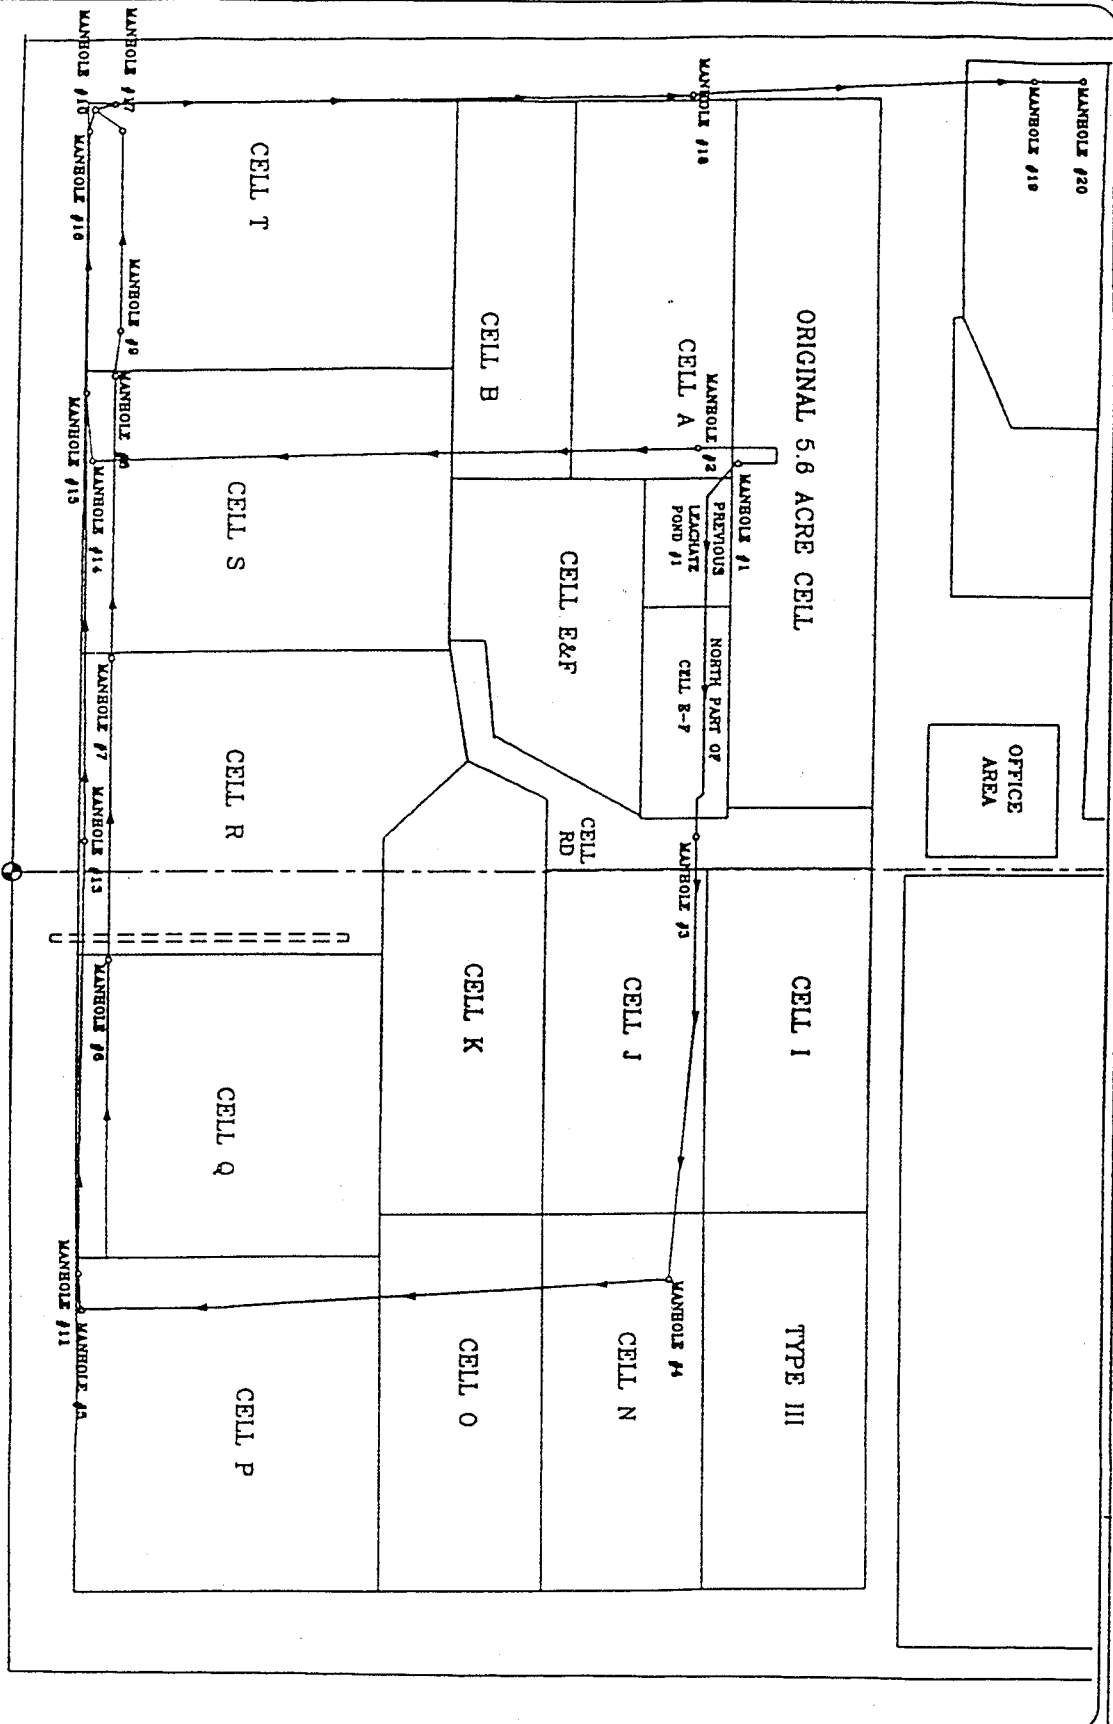 MANHOLE #20
MANHOLE #19
OFFICE
AREA
MANHOLE #18
ORIGINAL 5.6 ACRE CELL
CELL I
TYPE III
MANHOLE #1
MANHOLE #2
CELL A
PREVIOUS
LEACHATE
POND #1
NORTH PART OF
CELL E-F
MANHOLE #3
CELL J
MANHOLE #4
CELL N
CELL E&F
CELL
RD
CELL B
CELL K
CELL O
CELL T
CELL S
CELL R
CELL Q
CELL P
MANHOLE #17
MANHOLE #10
MANHOLE #16
MANHOLE #9
MANHOLE
MANHOLE #15
MANHOLE #14
MANHOLE #7
MANHOLE #13
MANHOLE #6
MANHOLE #11
MANHOLE #5